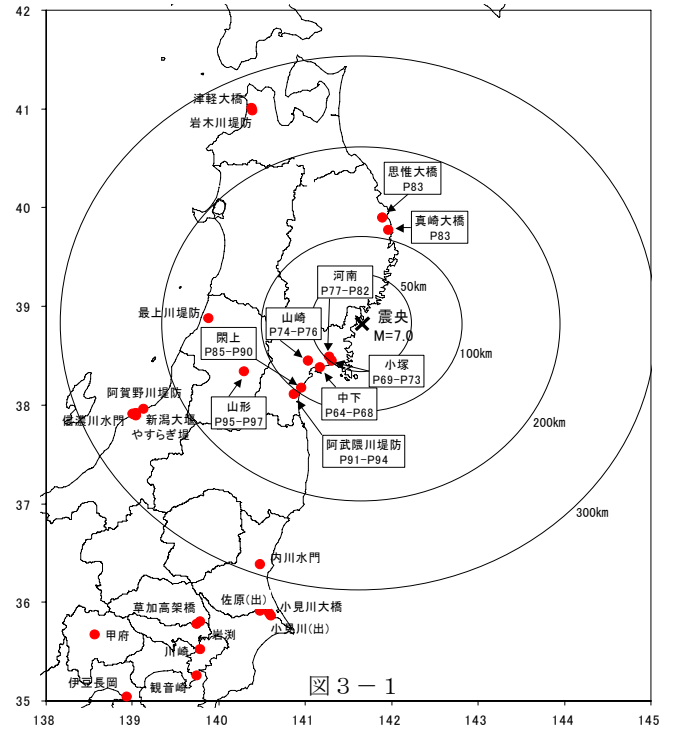 42
41
40
39
38
37
36
35
138
139
140
141
142
143
144
145
津軽大橋
岩木川堤防
思惟大橋
P83
真崎大橋
P83
河南
P77-P82
50km
最上川堤防
山崎
P74-P76
震央
M=7.0
閖上
P85-P90
100km
小塚
P69-P73
阿賀野川堤防
信濃川水門
新潟大堰
やすらぎ堤
山形
P95-P97
中下
P64-P68
200km
阿武隈川堤防
P91-P94
300km
内川水門
佐原(出)
小見川大橋
草加高架橋
小見川(出)
岩渕
甲府
川崎
伊豆長岡
観音崎
図3-1